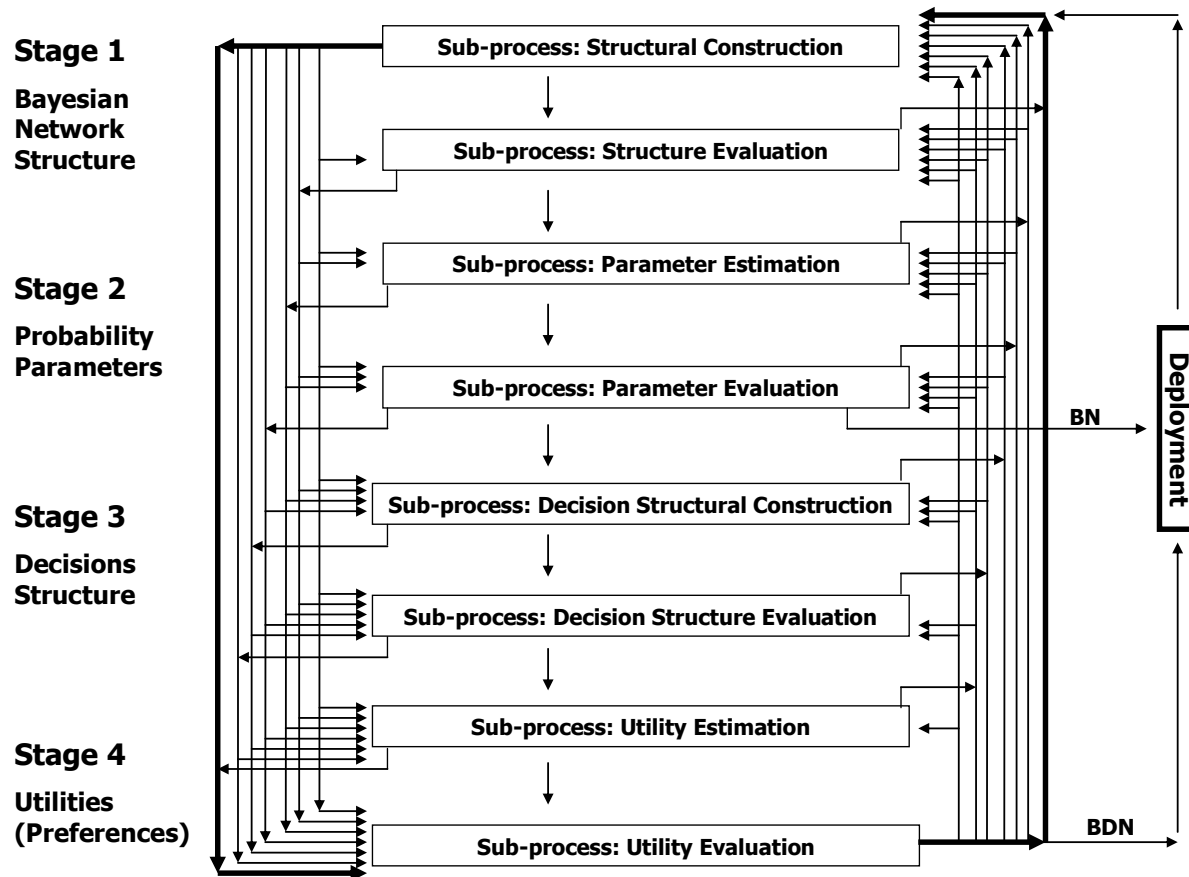 Stage 1
Bayesian
Network
Structure
Sub-process: Structural Construction
Sub-process: Structure Evaluation
Stage 2
Probability
Parameters
Sub-process: Parameter Estimation
Sub-process: Parameter Evaluation
BN
Deployment
Stage 3
Decisions
Structure
Sub-process: Decision Structural Construction
Sub-process: Decision Structure Evaluation
Stage 4
Utilities
(Preferences)
Sub-process: Utility Estimation
Sub-process: Utility Evaluation
BDN